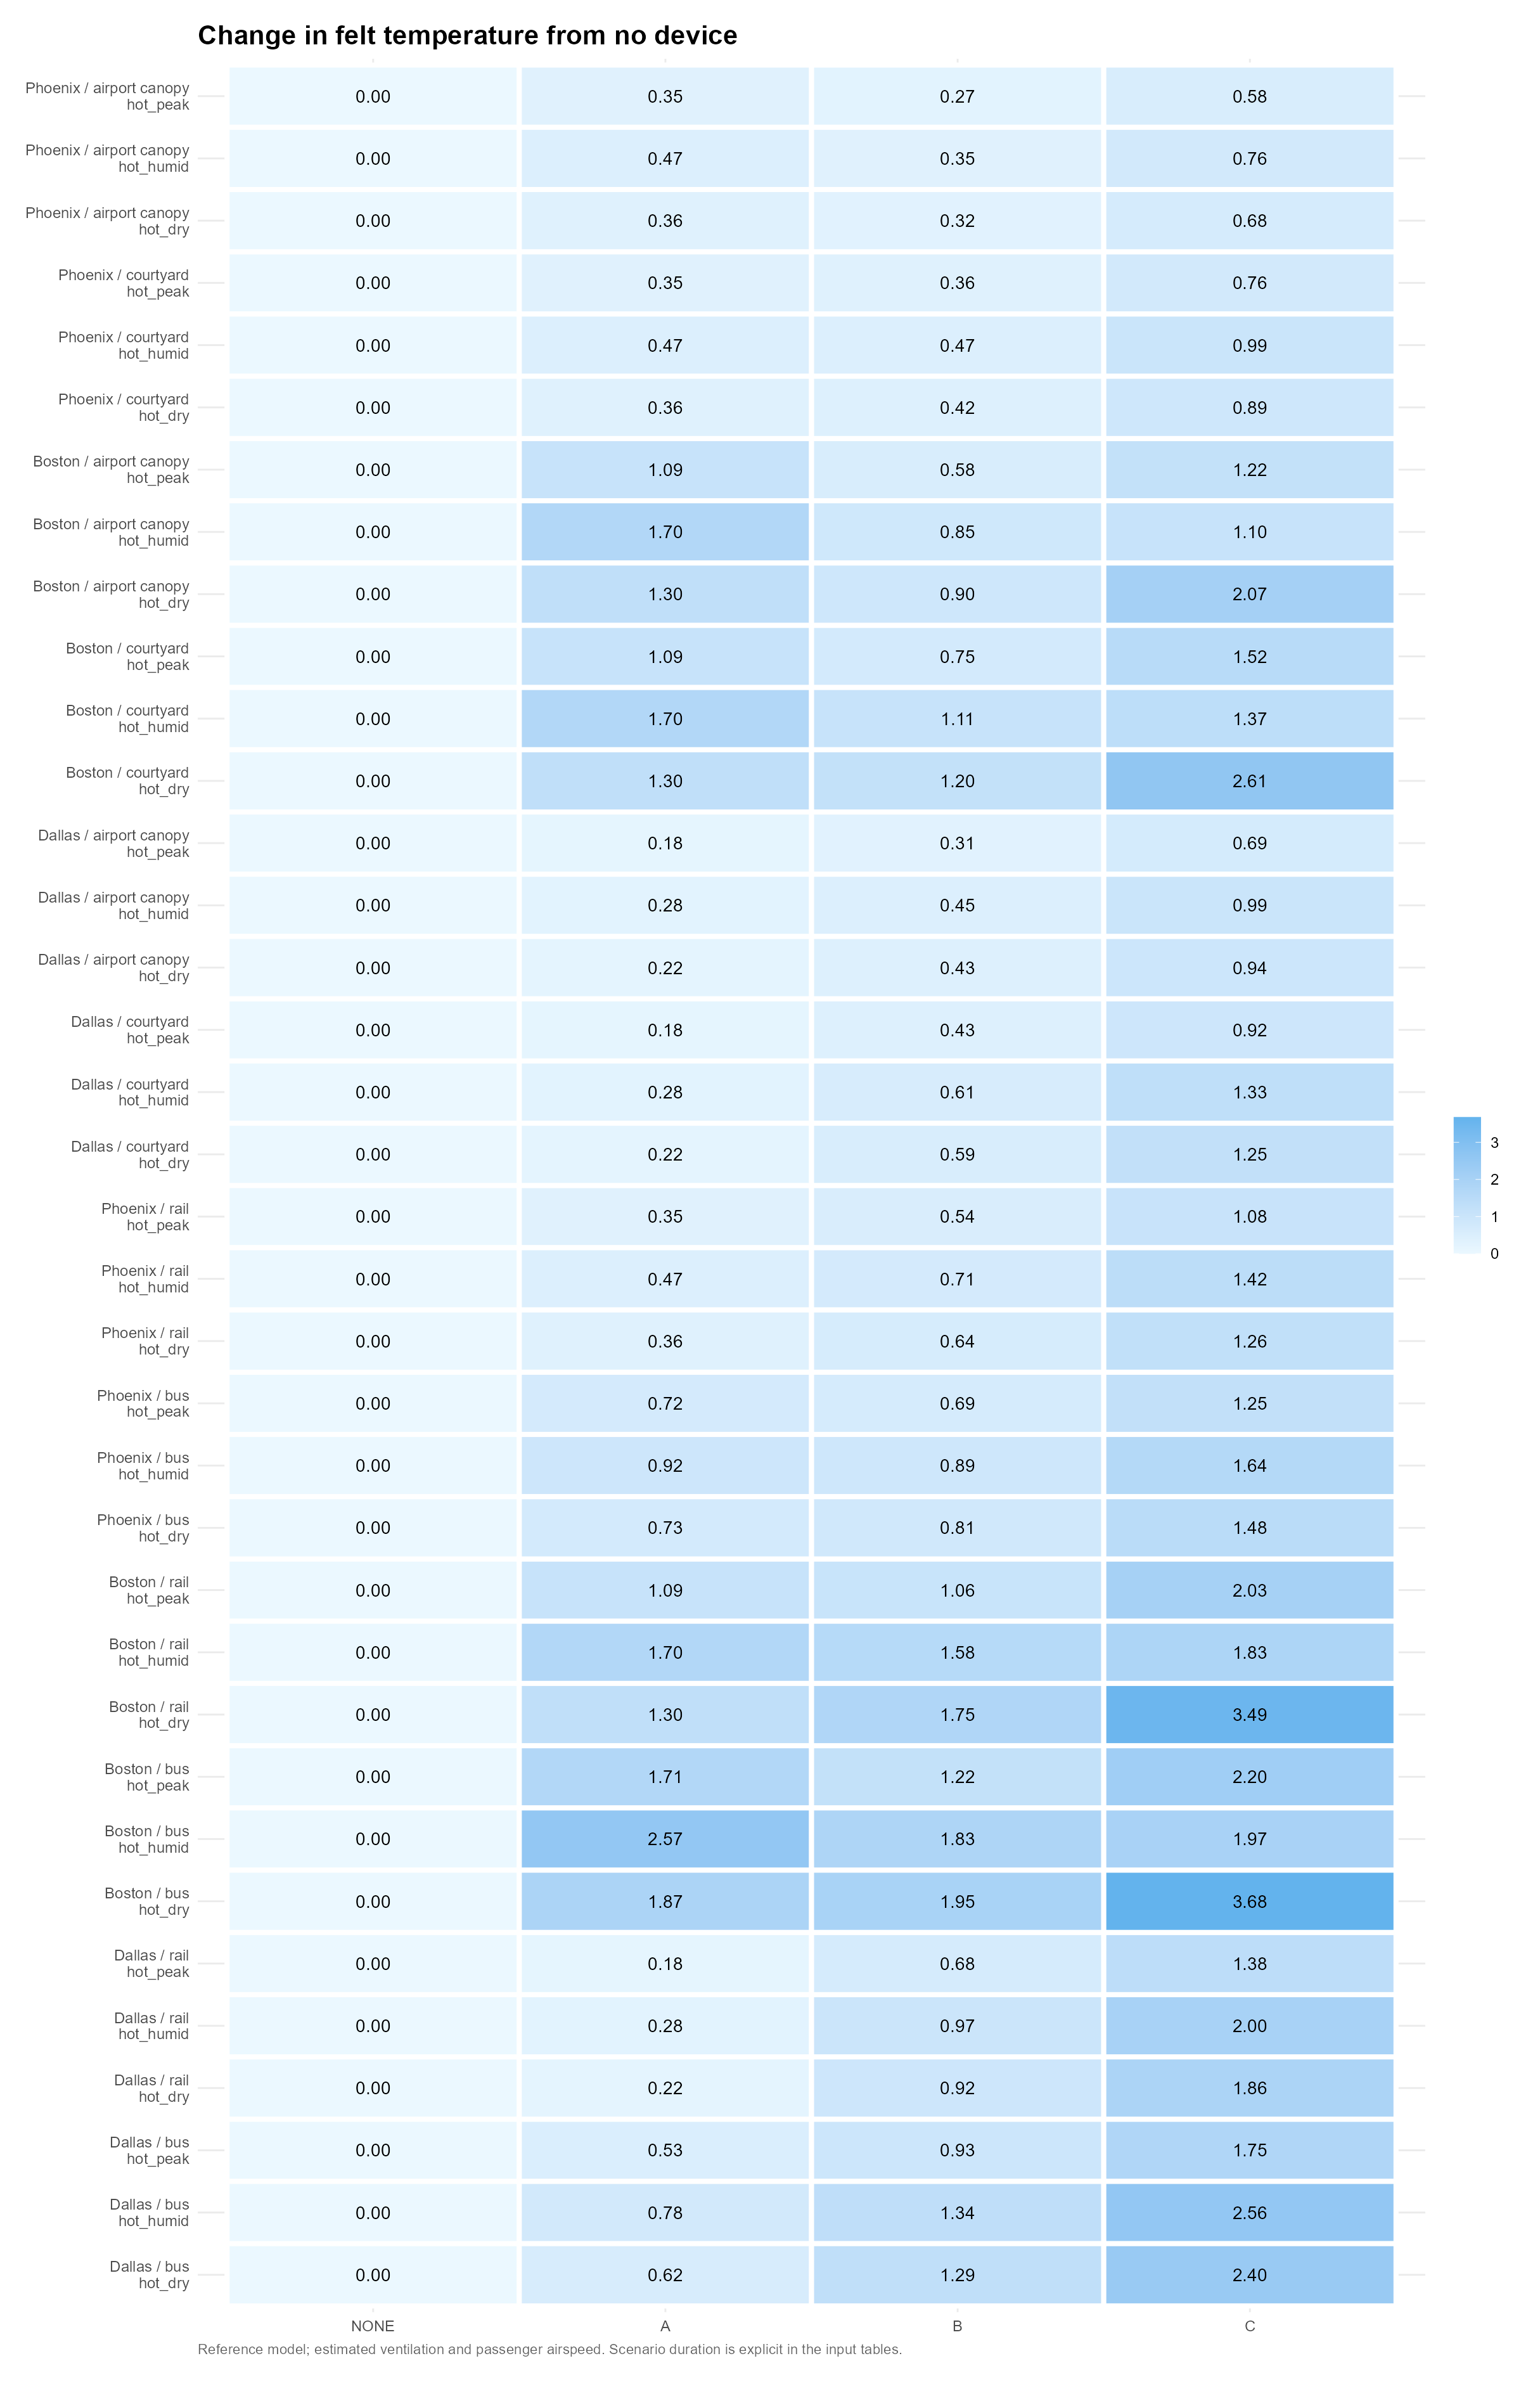 Change in felt temperature from no device
Phoenix / airport canopy
hot_peak
0.00 0.35 0.27 0.58
Phoenix / airport canopy
hot_humid
0.00 0.47 0.35 0.76
Phoenix / airport canopy
hot_dry
0.00 0.36 0.32 0.68
Phoenix / courtyard
hot_peak
0.00 0.35 0.36 0.76
Phoenix / courtyard
hot_humid
0.00 0.47 0.47 0.99
Phoenix / courtyard
hot_dry
0.00 0.36 0.42 0.89
Boston / airport canopy
hot_peak
0.00 1.09 0.58 1.22
Boston / airport canopy
hot_humid
0.00 1.70 0.85 1.10
Boston / airport canopy
hot_dry
0.00 1.30 0.90 2.07
Boston / courtyard
hot_peak
0.00 1.09 0.75 1.52
Boston / courtyard
hot_humid
0.00 1.70 1.11 1.37
Boston / courtyard
hot_dry
0.00 1.30 1.20 2.61
Dallas / airport canopy
hot_peak
0.00 0.18 0.31 0.69
Dallas / airport canopy
hot_humid
0.00 0.28 0.45 0.99
Dallas / airport canopy
hot_dry
0.00 0.22 0.43 0.94
Dallas / courtyard
hot_peak
0.00 0.18 0.43 0.92
Dallas / courtyard
hot_humid
0.00 0.28 0.61 1.33
Dallas / courtyard
hot_dry
0.00 0.22 0.59 1.25
Phoenix / rail
hot_peak
0.00 0.35 0.54 1.08
Phoenix / rail
hot_humid
0.00 0.47 0.71 1.42
Phoenix / rail
hot_dry
0.00 0.36 0.64 1.26
Phoenix / bus
hot_peak
0.00 0.72 0.69 1.25
Phoenix / bus
hot_humid
0.00 0.92 0.89 1.64
Phoenix / bus
hot_dry
0.00 0.73 0.81 1.48
Boston / rail
hot_peak
0.00 1.09 1.06 2.03
Boston / rail
hot_humid
0.00 1.70 1.58 1.83
Boston / rail
hot_dry
0.00 1.30 1.75 3.49
Boston / bus
hot_peak
0.00 1.71 1.22 2.20
Boston / bus
hot_humid
0.00 2.57 1.83 1.97
Boston / bus
hot_dry
0.00 1.87 1.95 3.68
Dallas / rail
hot_peak
0.00 0.18 0.68 1.38
Dallas / rail
hot_humid
0.00 0.28 0.97 2.00
Dallas / rail
hot_dry
0.00 0.22 0.92 1.86
Dallas / bus
hot_peak
0.00 0.53 0.93 1.75
Dallas / bus
hot_humid
0.00 0.78 1.34 2.56
Dallas / bus
hot_dry
0.00 0.62 1.29 2.40
NONE A B C
Reference model; estimated ventilation and passenger airspeed. Scenario duration is explicit in the input tables.
3
2
1
0